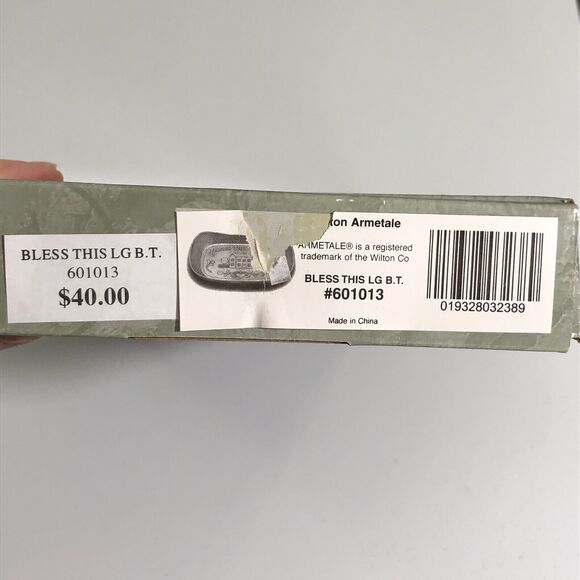 BLESS THIS LG B.T.
601013
$40.00
ton Armetale
ARMETALE® is a registered
trademark of the Wilton Co
BLESS THIS LG B.T.
#601013
Made in China
019328032389